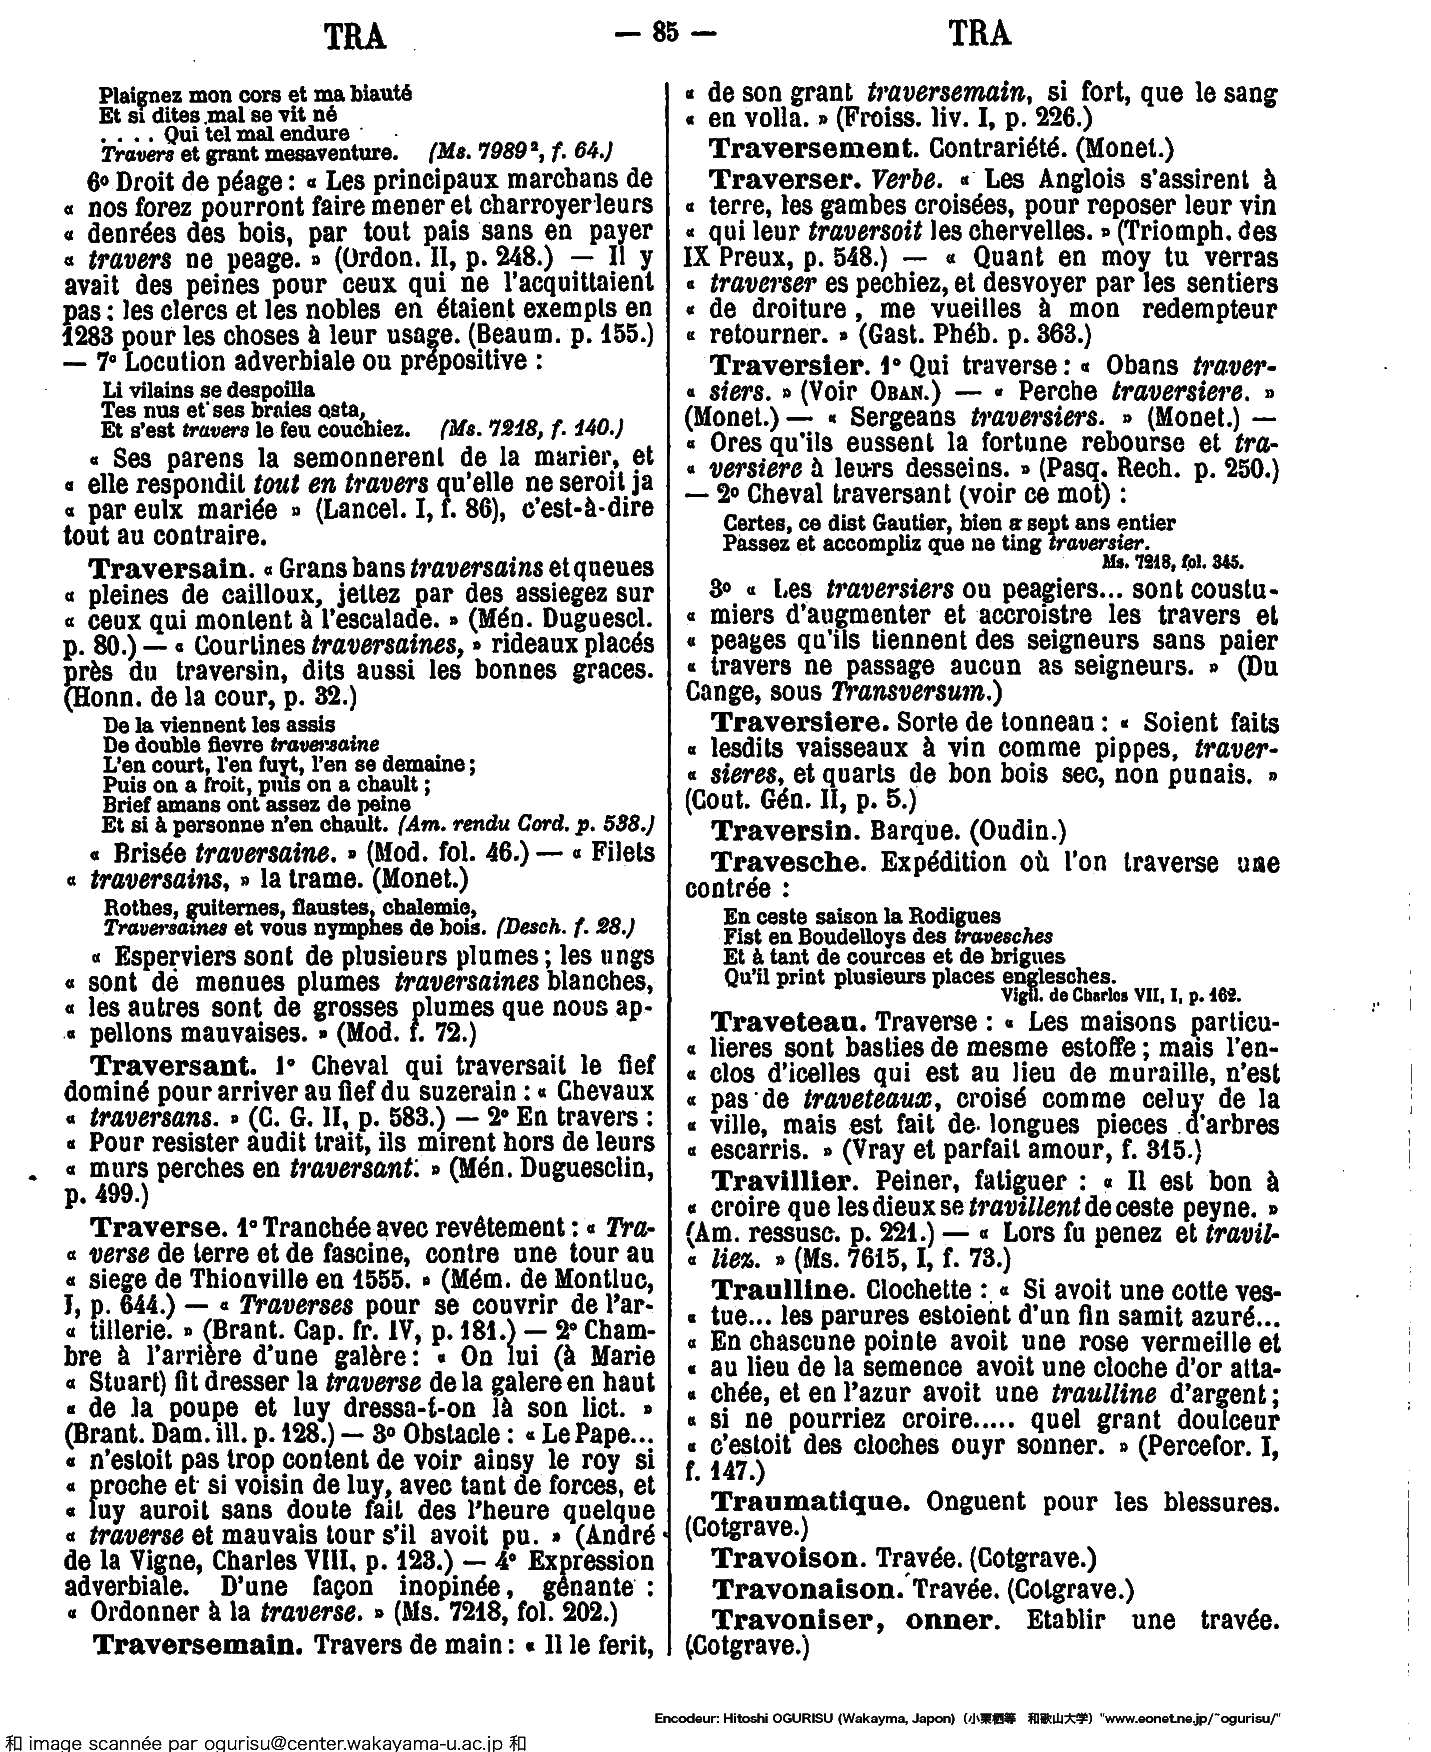 TRA — 85 — TRA
Plaignez mon cors et ma biauté
Et si dites mal se vit né
. . . . Qui tel mal endure
Travers et grant mesaventure. (Ms. 7989², f. 64.)
6º Droit de péage : « Les principaux marchans de
« nos forez pourront faire mener et charroyer leurs
« denrées des bois, par tout pais sans en payer
« travers ne peage. » (Ordon. II, p. 248.) — Il y
avait des peines pour ceux qui ne l'acquittaient
pas : les clercs et les nobles en étaient exempts en
1283 pour les choses à leur usage. (Beaum. p. 155.)
— 7º Locution adverbiale ou prépositive :
Li vilains se despoilla
Tes nus et ses braies osta,
Et s'est travers le feu couchiez. (Ms. 7218, f. 140.)
« Ses parens la semonnerent de la marier, et
« elle respondit tout en travers qu'elle ne seroit ja
« par eulx mariée » (Lancel. I, f. 86), c'est-à-dire
tout au contraire.
Traversain. « Grans bans traversains et queues
« pleines de cailloux, jettez par des assiegez sur
« ceux qui montent à l'escalade. » (Mén. Duguescl.
p. 80.) — « Courtines traversaines, » rideaux placés
près du traversin, dits aussi les bonnes graces.
(Honn. de la cour, p. 32.)
De la viennent les assis
De double fievre traversaine
L'en court, l'en fuyt, l'en se demaine ;
Puis on a froit, puis on a chault ;
Brief amans ont assez de peine
Et si à personne n'en chault. (Am. rendu Cord. p. 538.)
« Brisée traversaine. » (Mod. fol. 46.) — « Filets
« traversains, » la trame. (Monet.)
Rothes, guiternes, flaustes, chalemie,
Traversaines et vous nymphes de bois. (Desch. f. 28.)
« Esperviers sont de plusieurs plumes ; les ungs
« sont de menues plumes traversaines blanches,
« les autres sont de grosses plumes que nous ap-
« pellons mauvaises. » (Mod. f. 72.)
Traversant. 1º Cheval qui traversait le fief
dominé pour arriver au fief du suzerain : « Chevaux
« traversans. » (C. G. II, p. 583.) — 2º En travers :
« Pour resister audit trait, ils mirent hors de leurs
« murs perches en traversant. » (Mén. Duguesclin,
p. 499.)
Traverse. 1º Tranchée avec revêtement : « Tra-
« verse de terre et de fascine, contre une tour au
« siege de Thionville en 1555. » (Mém. de Montluc,
I, p. 644.) — « Traverses pour se couvrir de l'ar-
« tillerie. » (Brant. Cap. fr. IV, p. 181.) — 2º Cham-
bre à l'arrière d'une galère : « On lui (à Marie
« Stuart) fit dresser la traverse de la galere en haut
« de la poupe et luy dressa-t-on là son lict. »
(Brant. Dam. ill. p. 128.) — 3º Obstacle : « Le Pape...
« n'estoit pas trop content de voir ainsy le roy si
« proche et si voisin de luy, avec tant de forces, et
« luy auroit sans doute fait des l'heure quelque
« traverse et mauvais tour s'il avoit pu. » (André
de la Vigne, Charles VIII, p. 123.) — 4º Expression
adverbiale. D'une façon inopinée, gênante :
« Ordonner à la traverse. » (Ms. 7218, fol. 202.)
Traversemain. Travers de main : « Il le ferit,
« de son grant traversemain, si fort, que le sang
« en volla. » (Froiss. liv. I, p. 226.)
Traversement. Contrariété. (Monet.)
Traverser. Verbe. « Les Anglois s'assirent à
« terre, les gambes croisées, pour reposer leur vin
« qui leur traversoit les chervelles. » (Triomph. des
IX Preux, p. 548.) — « Quant en moy tu verras
« traverser es pechiez, et desvoyer par les sentiers
« de droiture, me vueilles à mon redempteur
« retourner. » (Gast. Phéb. p. 363.)
Traversier. 1º Qui traverse : « Obans traver-
« siers. » (Voir OBAN.) — « Perche traversiere. »
(Monet.) — « Sergeans traversiers. » (Monet.) —
« Ores qu'ils eussent la fortune rebourse et tra-
« versiere à leurs desseins. » (Pasq. Rech. p. 250.)
— 2º Cheval traversant (voir ce mot) :
Certes, ce dist Gautier, bien a sept ans entier
Passez et accompliz que ne ting traversier.
Ms. 7218, fol. 345.
3º « Les traversiers ou peagiers... sont coustu-
« miers d'augmenter et accroistre les travers et
« peages qu'ils tiennent des seigneurs sans paier
« travers ne passage aucun as seigneurs. » (Du
Cange, sous Transversum.)
Traversiere. Sorte de tonneau : « Soient faits
« lesdits vaisseaux à vin comme pippes, traver-
« sieres, et quarts de bon bois sec, non punais. »
(Cout. Gén. II, p. 5.)
Traversin. Barque. (Oudin.)
Travesche. Expédition où l'on traverse une
contrée :
En ceste saison la Rodigues
Fist en Boudelloys des travesches
Et à tant de cources et de brigues
Qu'il print plusieurs places englesches.
Vigil. de Charles VII, I, p. 162.
Traveteau. Traverse : « Les maisons particu-
« lieres sont basties de mesme estoffe ; mais l'en-
« clos d'icelles qui est au lieu de muraille, n'est
« pas de traveteaux, croisé comme celuy de la
« ville, mais est fait de longues pieces d'arbres
« escarris. » (Vray et parfait amour, f. 315.)
Travillier. Peiner, fatiguer : « Il est bon à
« croire que les dieux se travillent de ceste peyne. »
(Am. ressusc. p. 221.) — « Lors fu penez et travil-
« liez. » (Ms. 7615, I, f. 73.)
Traulline. Clochette : « Si avoit une cotte ves-
« tue... les parures estoient d'un fin samit azuré...
« En chascune pointe avoit une rose vermeille et
« au lieu de la semence avoit une cloche d'or atta-
« chée, et en l'azur avoit une traulline d'argent ;
« si ne pourriez croire..... quel grant doulceur
« c'estoit des cloches ouyr sonner. » (Percefor. I,
f. 147.)
Traumatique. Onguent pour les blessures.
(Cotgrave.)
Travoison. Travée. (Cotgrave.)
Travonaison. Travée. (Cotgrave.)
Travoniser, onner. Etablir une travée.
(Cotgrave.)
Encodeur: Hitoshi OGURISU (Wakayma, Japon) (小栗栖等 和歌山大学) "www.eonet.ne.jp/~ogurisu/"
和 image scannée par ogurisu@center.wakayama-u.ac.jp 和